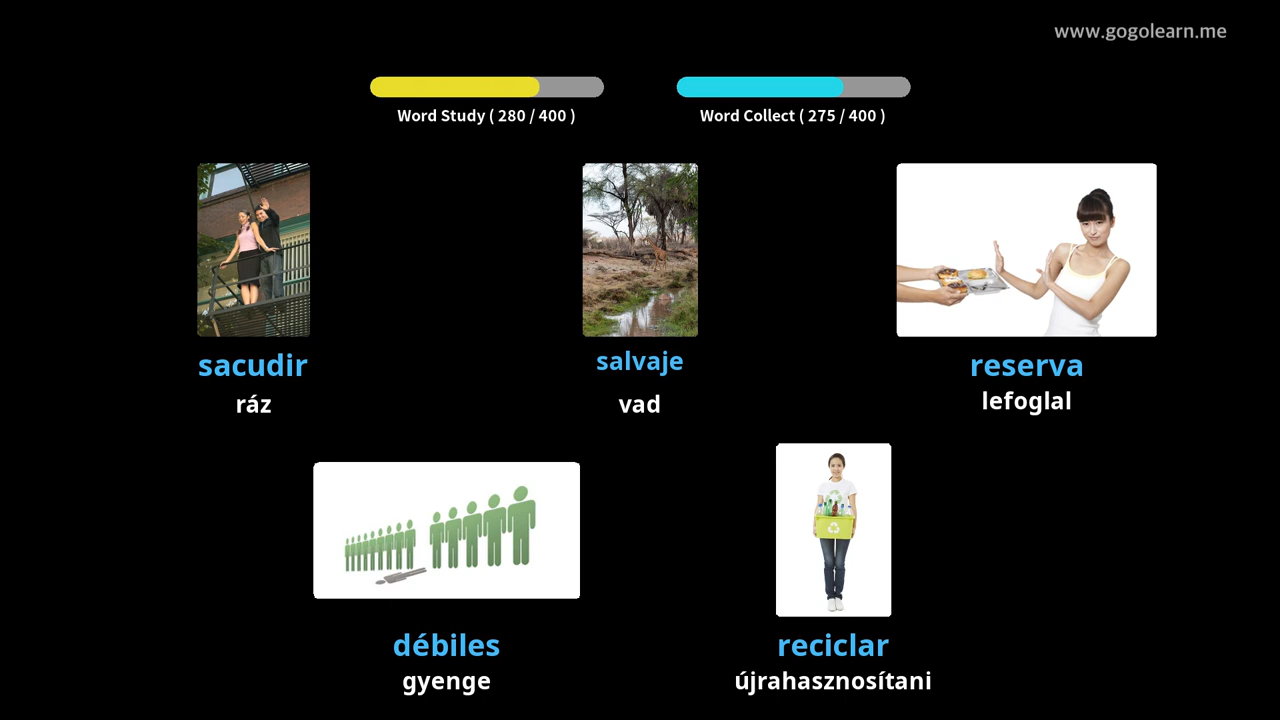 www.gogolearn.me
Word Study ( 280 / 400 )
Word Collect ( 275 / 400 )
sacudir
ráz
salvaje
vad
reserva
lefoglal
débiles
gyenge
reciclar
újrahasznosítani